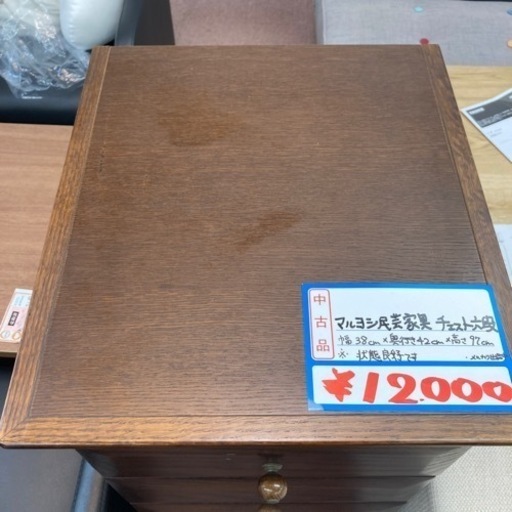 中古品
マルヨシ民芸家具 チェスト六段
幅38cm×奥行き42cm×高さ97cm
※ 状態良好です
¥12.000